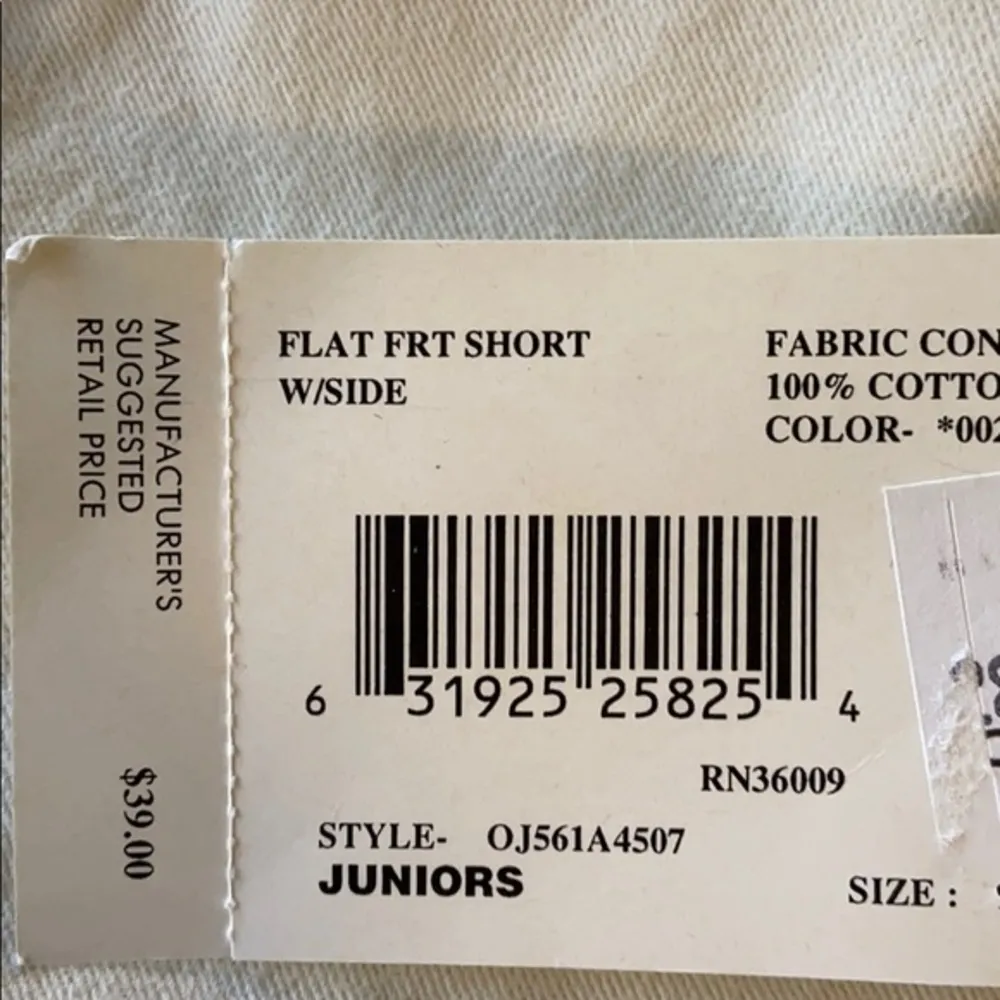 MANUFACTURER'S
SUGGESTED
RETAIL PRICE
$39.00
FLAT FRT SHORT
W/SIDE
FABRIC CON
100% COTTO
COLOR- *002
6 31925 25825 4
RN36009
STYLE- OJ561A4507
JUNIORS
SIZE :